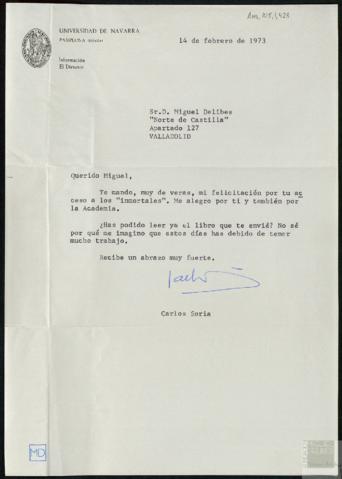 UNIVERSIDAD DE NAVARRA
PAMPLONA
Información
El Director
14 de febrero de 1973
Sr.D. Miguel Delibes
"Norte de Castilla"
Apartado 127
VALLADOLID
Querido Miguel,
Te mando, muy de veras, mi felicitación por tu ac
ceso a los "inmortales". Me alegro por ti y también por
la Academia.
¿Has podido leer ya el libro que te envié? No sé
por qué me imagino que estos días has debido de tener
mucho trabajo.
Recibe un abrazo muy fuerte,
Carlos Soria
MD